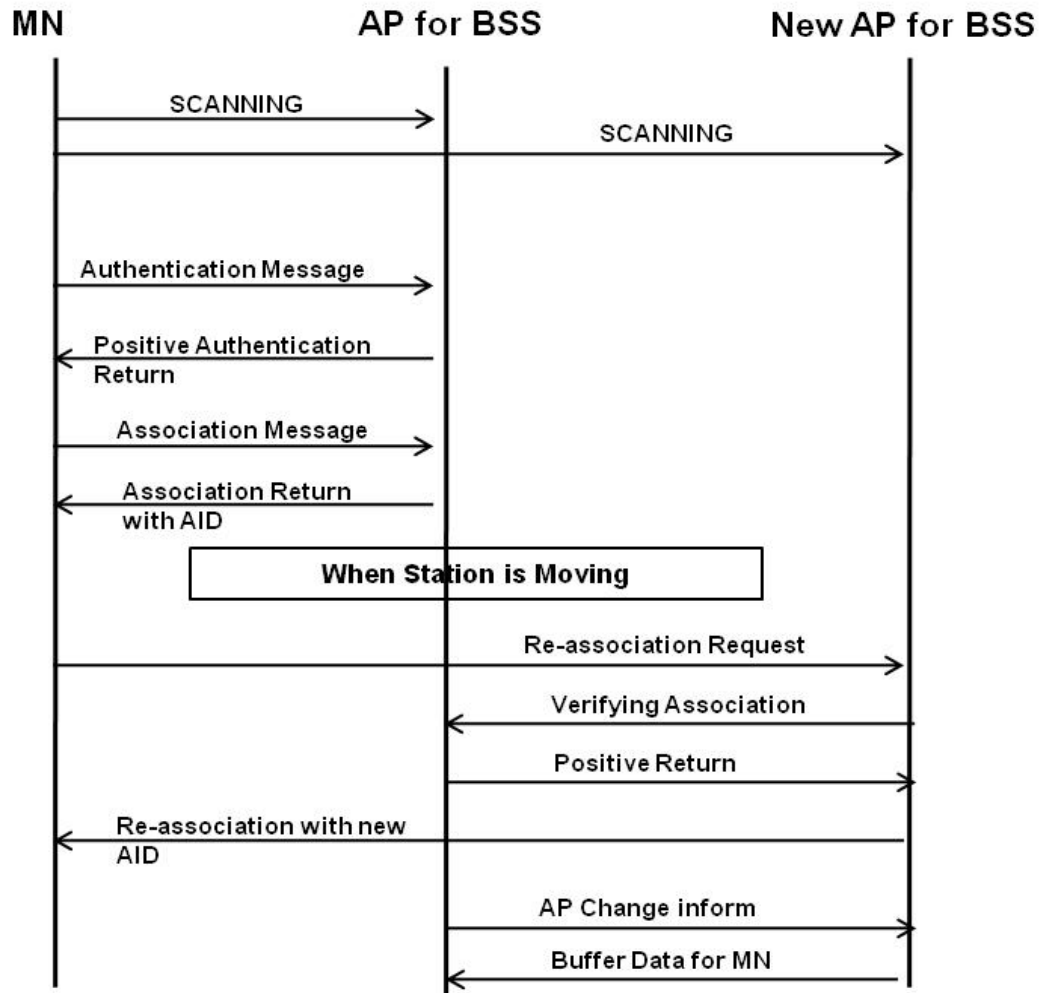 MN
AP for BSS
New AP for BSS
SCANNING
SCANNING
Authentication Message
Positive Authentication
Return
Association Message
Association Return
with AID
When Station is Moving
Re-association Request
Verifying Association
Positive Return
Re-association with new
AID
AP Change inform
Buffer Data for MN